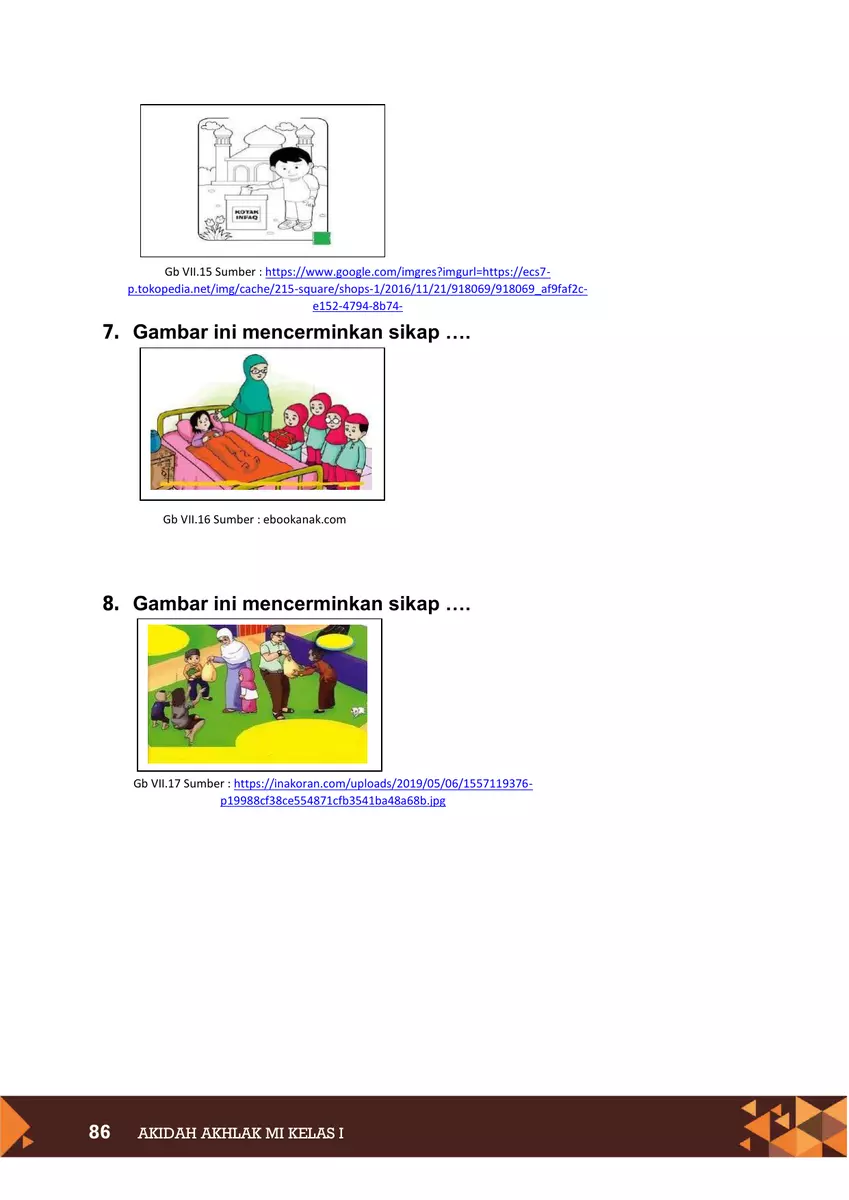 KOTAK
INFAQ
Gb VII.15 Sumber : https://www.google.com/imgres?imgurl=https://ecs7-
p.tokopedia.net/img/cache/215-square/shops-1/2016/11/21/918069/918069_af9faf2c-
e152-4794-8b74-
7. Gambar ini mencerminkan sikap ….
Gb VII.16 Sumber : ebookanak.com
8. Gambar ini mencerminkan sikap ….
Gb VII.17 Sumber : https://inakoran.com/uploads/2019/05/06/1557119376-
p19988cf38ce554871cfb3541ba48a68b.jpg
86 AKIDAH AKHLAK MI KELAS I